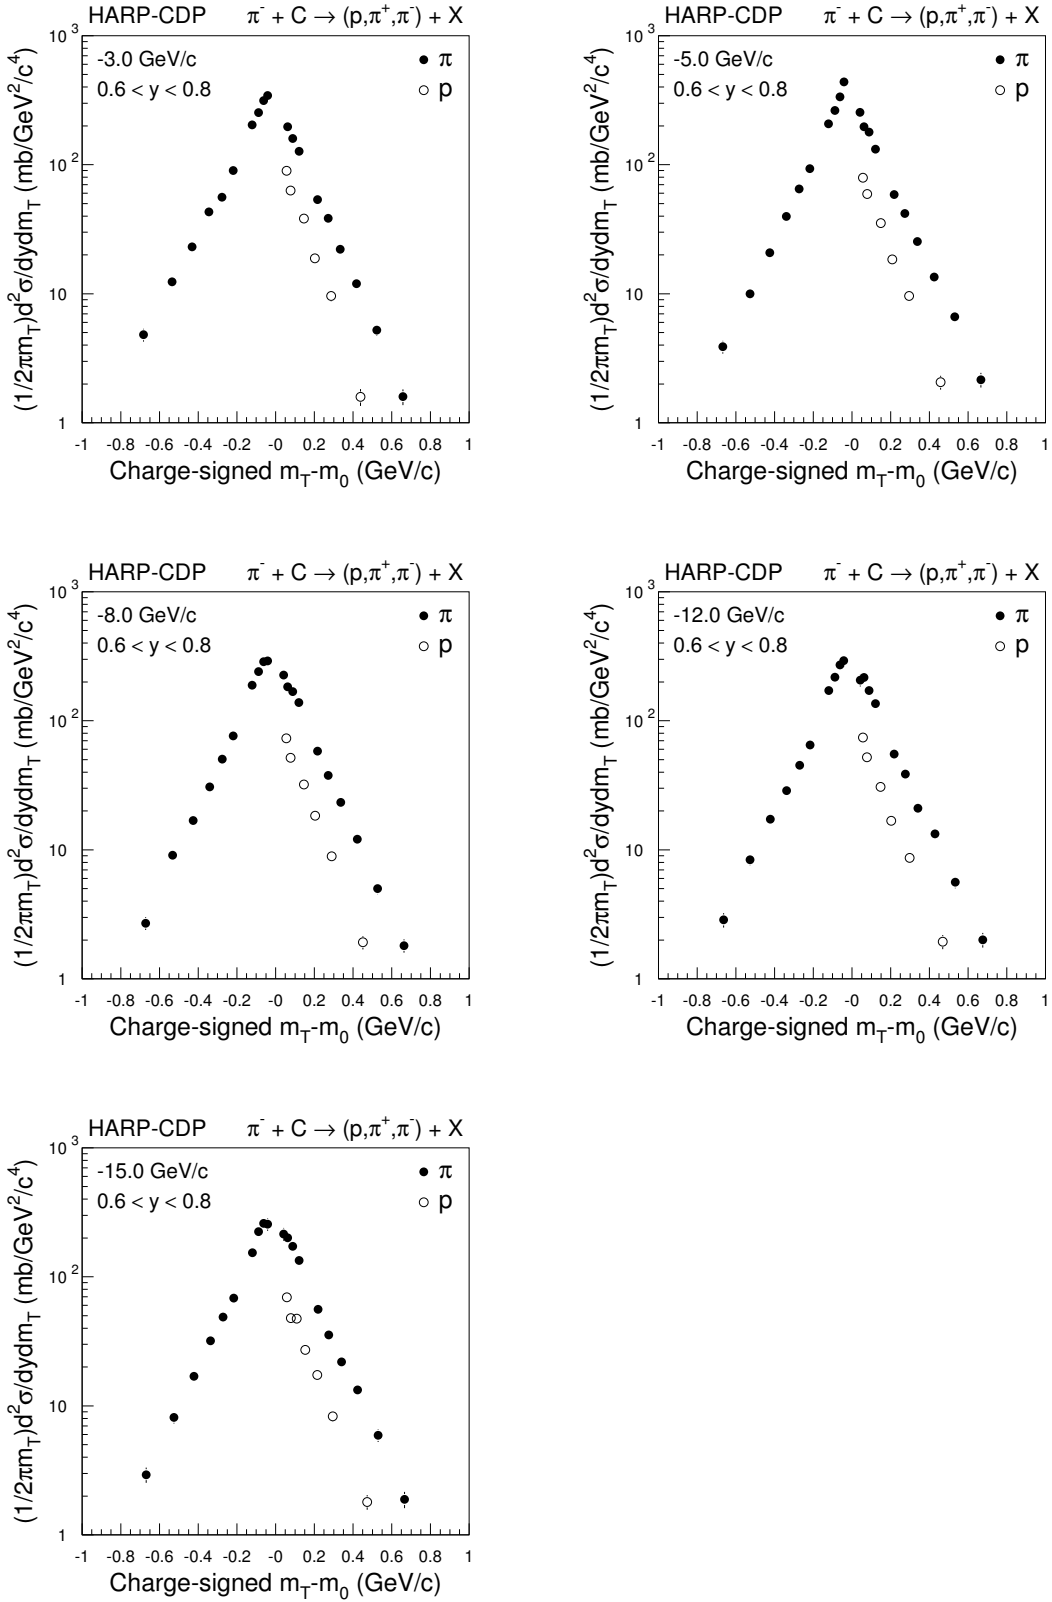 HARP-CDP π⁻ + C → (p,π⁺,π⁻) + X
-3.0 GeV/c
0.6 < y < 0.8
π
p
10³
10²
10
1
(1/2πm_T)d²σ/dydm_T (mb/GeV²/c⁴)
-1 -0.8 -0.6 -0.4 -0.2 -0 0.2 0.4 0.6 0.8 1
Charge-signed m_T-m_0 (GeV/c)
HARP-CDP π⁻ + C → (p,π⁺,π⁻) + X
-5.0 GeV/c
0.6 < y < 0.8
π
p
10³
10²
10
1
(1/2πm_T)d²σ/dydm_T (mb/GeV²/c⁴)
-1 -0.8 -0.6 -0.4 -0.2 -0 0.2 0.4 0.6 0.8 1
Charge-signed m_T-m_0 (GeV/c)
HARP-CDP π⁻ + C → (p,π⁺,π⁻) + X
-8.0 GeV/c
0.6 < y < 0.8
π
p
10³
10²
10
1
(1/2πm_T)d²σ/dydm_T (mb/GeV²/c⁴)
-1 -0.8 -0.6 -0.4 -0.2 -0 0.2 0.4 0.6 0.8 1
Charge-signed m_T-m_0 (GeV/c)
HARP-CDP π⁻ + C → (p,π⁺,π⁻) + X
-12.0 GeV/c
0.6 < y < 0.8
π
p
10³
10²
10
1
(1/2πm_T)d²σ/dydm_T (mb/GeV²/c⁴)
-1 -0.8 -0.6 -0.4 -0.2 -0 0.2 0.4 0.6 0.8 1
Charge-signed m_T-m_0 (GeV/c)
HARP-CDP π⁻ + C → (p,π⁺,π⁻) + X
-15.0 GeV/c
0.6 < y < 0.8
π
p
10³
10²
10
1
(1/2πm_T)d²σ/dydm_T (mb/GeV²/c⁴)
-1 -0.8 -0.6 -0.4 -0.2 -0 0.2 0.4 0.6 0.8 1
Charge-signed m_T-m_0 (GeV/c)